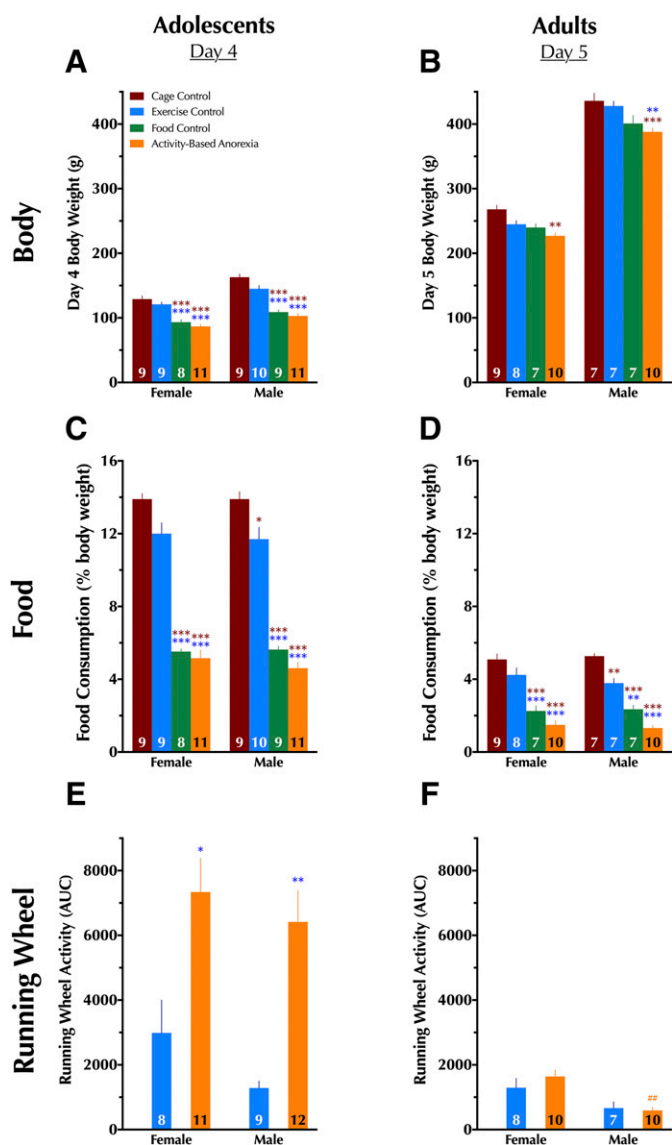 Adolescents
Day 4
Adults
Day 5
A
B
Body
Day 4 Body Weight (g)
400
300
200
100
0
Cage Control
Exercise Control
Food Control
Activity-Based Anorexia
***
***
***
***
***
***
***
***
9
9
8
11
9
10
9
11
Female
Male
Day 5 Body Weight (g)
400
300
200
100
0
**
**
***
9
8
7
10
7
7
7
10
Female
Male
C
D
Food
Food Consumption (% body weight)
16
12
8
4
0
***
***
***
***
*
***
***
***
***
9
9
8
11
9
10
9
11
Female
Male
Food Consumption (% body weight)
16
12
8
4
0
***
***
***
***
**
***
**
***
***
9
8
7
10
7
7
7
10
Female
Male
E
F
Running Wheel
Running Wheel Activity (AUC)
8000
6000
4000
2000
0
*
**
8
11
9
12
Female
Male
Running Wheel Activity (AUC)
8000
6000
4000
2000
0
##
8
10
7
10
Female
Male